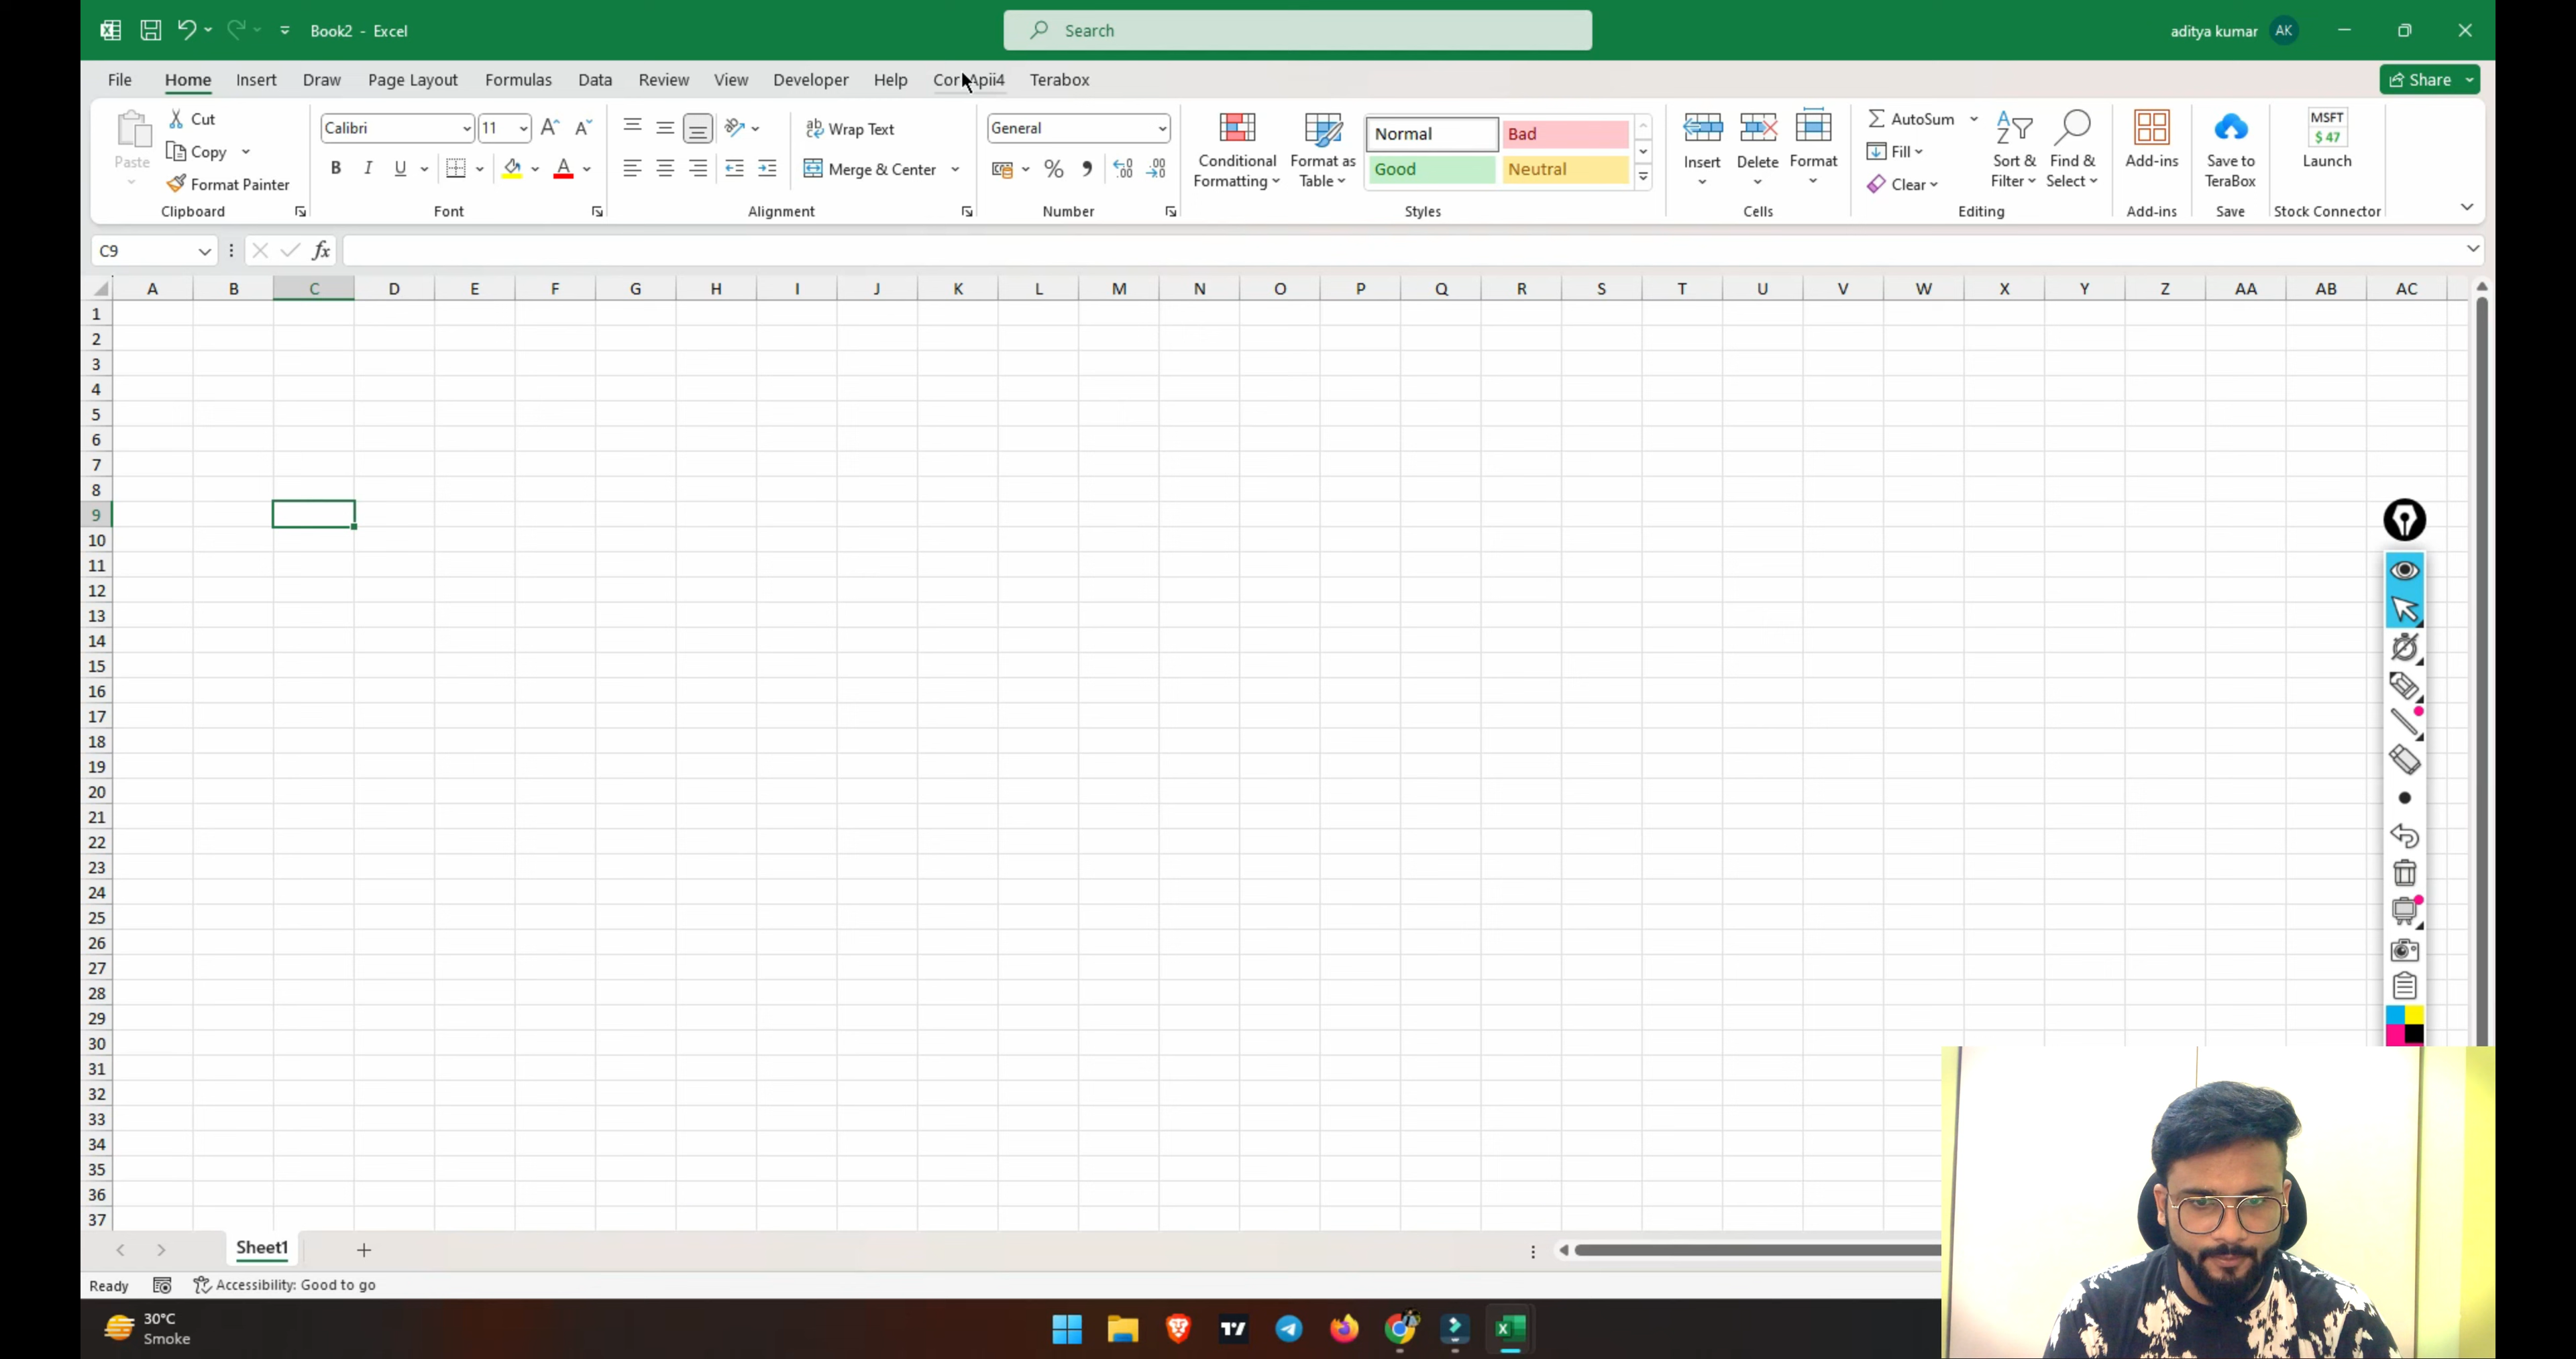 Book2 - Excel
Search
aditya kumar AK
File Home Insert Draw Page Layout Formulas Data Review View Developer Help Terabox
Share
Paste
Cut
Copy
Format Painter
Clipboard
Calibri 11
B I U A
Font
ab Wrap Text
Merge & Center
Alignment
General
%
Number
Conditional Formatting
Format as Table
Normal Bad
Good Neutral
Styles
Insert Delete Format
Cells
AutoSum
Fill
Clear
Sort & Filter
Find & Select
Editing
Add-ins
Add-ins
Save to TeraBox
Save
MSFT
$ 47
Launch
Stock Connector
C9
fx
A B C D E F G H I J K L M N O P Q R S T U V W X Y Z AA AB AC
1
2
3
4
5
6
7
8
9
10
11
12
13
14
15
16
17
18
19
20
21
22
23
24
25
26
27
28
29
30
31
32
33
34
35
36
37
Sheet1
Ready Accessibility: Good to go
30°C
Smoke